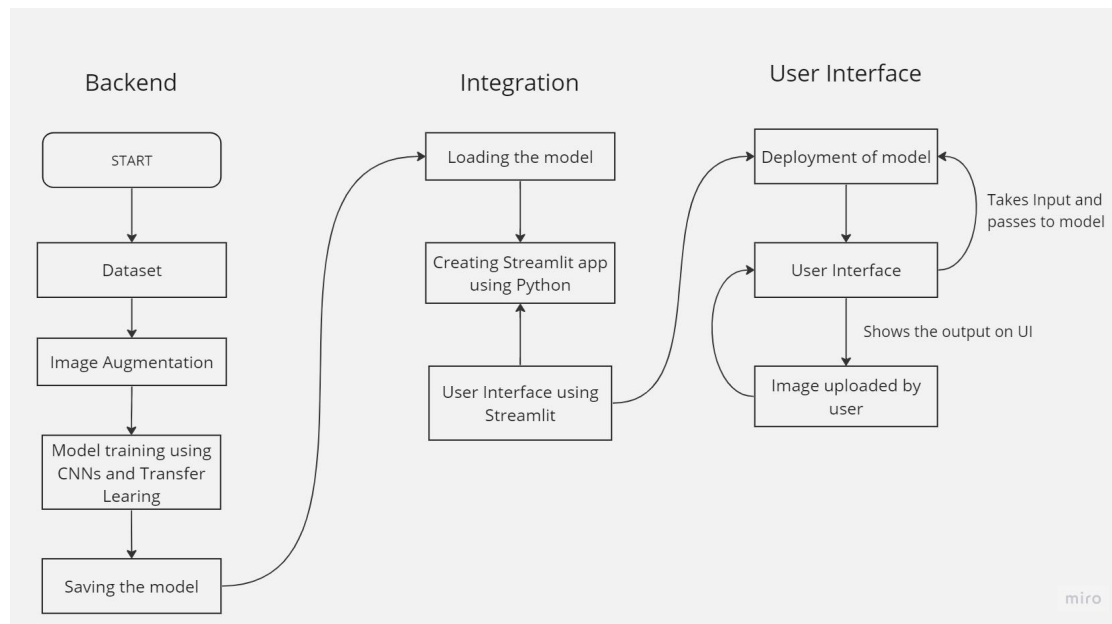 Backend
START
Dataset
Image Augmentation
Model training using
CNNs and Transfer
Learing
Saving the model
Integration
Loading the model
Creating Streamlit app
using Python
User Interface using
Streamlit
User Interface
Deployment of model
Takes Input and
passes to model
User Interface
Shows the output on UI
Image uploaded by
user
miro